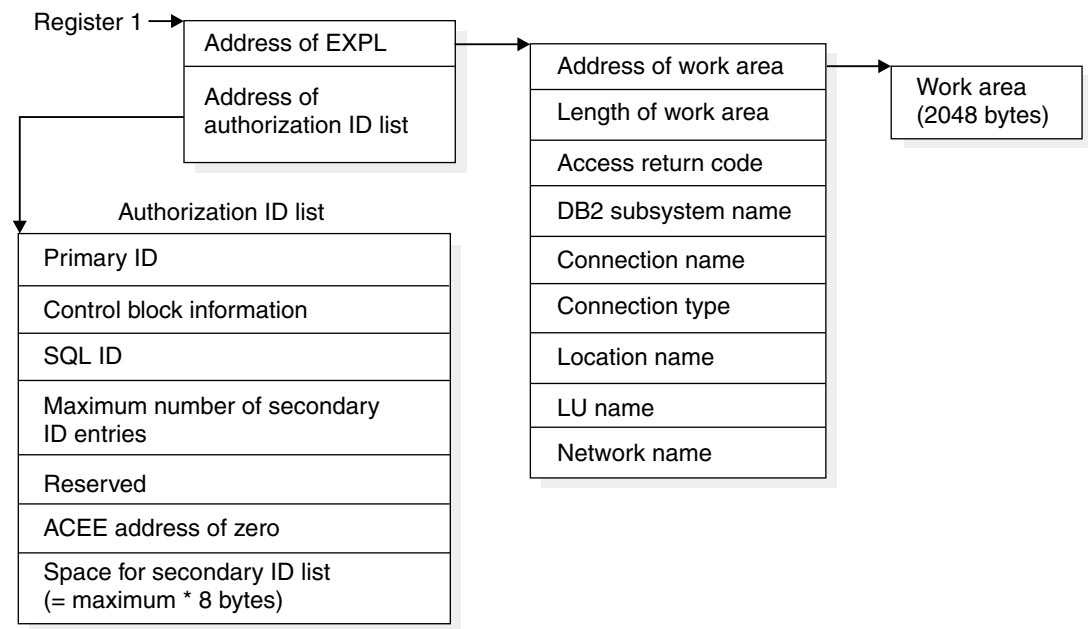 Register 1
Address of EXPL
Address of
authorization ID list
Address of work area
Length of work area
Access return code
DB2 subsystem name
Connection name
Connection type
Location name
LU name
Network name
Work area
(2048 bytes)
Authorization ID list
Primary ID
Control block information
SQL ID
Maximum number of secondary
ID entries
Reserved
ACEE address of zero
Space for secondary ID list
(= maximum * 8 bytes)